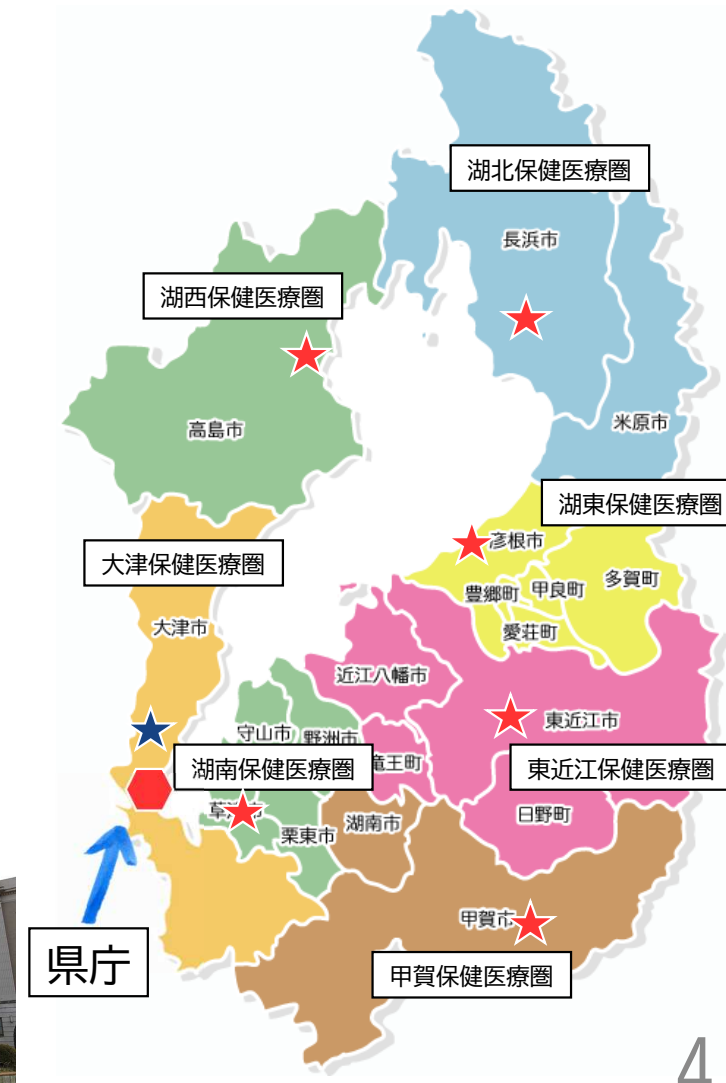 湖北保健医療圏
長浜市
湖西保健医療圏
高島市
米原市
湖東保健医療圏
彦根市
大津保健医療圏
豊郷町
甲良町
多賀町
愛荘町
大津市
近江八幡市
東近江市
守山市
野洲市
湖南保健医療圏
竜王町
東近江保健医療圏
草津市
栗東市
湖南市
日野町
甲賀市
県庁
甲賀保健医療圏
4